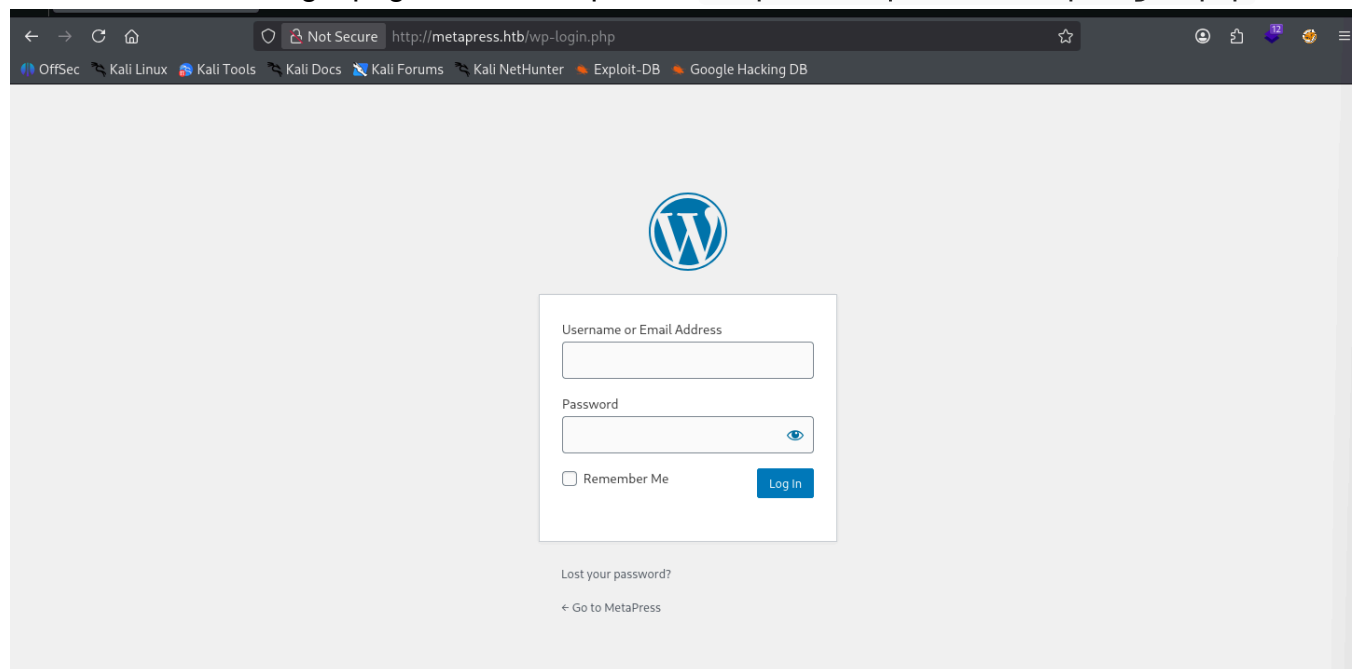 Not Secure http://metapress.htb/wp-login.php 12
OffSec Kali Linux Kali Tools Kali Docs Kali Forums Kali NetHunter Exploit-DB Google Hacking DB
W
Username or Email Address
Password
Remember Me Log In
Lost your password?
← Go to MetaPress